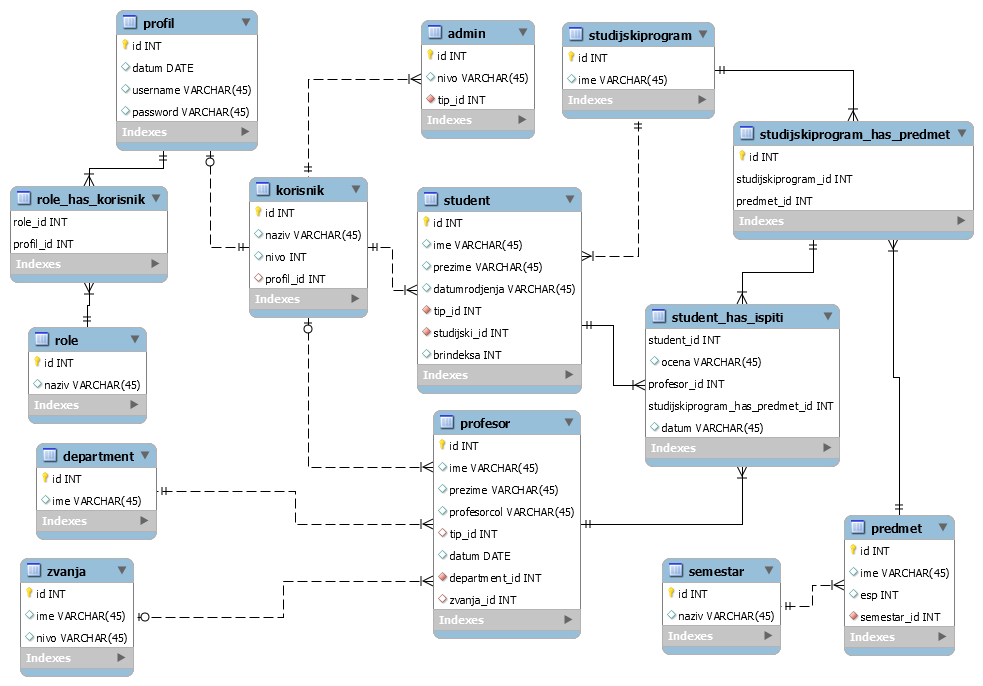 profil
id INT
datum DATE
username VARCHAR(45)
password VARCHAR(45)
Indexes
admin
id INT
nivo VARCHAR(45)
tip_id INT
Indexes
studijskiprogram
id INT
ime VARCHAR(45)
Indexes
studijskiprogram_has_predmet
id INT
studijskiprogram_id INT
predmet_id INT
Indexes
role_has_korisnik
role_id INT
profil_id INT
Indexes
korisnik
id INT
naziv VARCHAR(45)
nivo INT
profil_id INT
Indexes
student
id INT
ime VARCHAR(45)
prezime VARCHAR(45)
datumrodjenja VARCHAR(45)
tip_id INT
studijski_id INT
brindeksa INT
Indexes
student_has_ispiti
student_id INT
ocena VARCHAR(45)
profesor_id INT
studijskiprogram_has_predmet_id INT
datum VARCHAR(45)
Indexes
role
id INT
naziv VARCHAR(45)
Indexes
department
id INT
ime VARCHAR(45)
Indexes
profesor
id INT
ime VARCHAR(45)
prezime VARCHAR(45)
profesorcol VARCHAR(45)
tip_id INT
datum DATE
department_id INT
zvanja_id INT
Indexes
zvanja
id INT
ime VARCHAR(45)
nivo VARCHAR(45)
Indexes
semestar
id INT
naziv VARCHAR(45)
Indexes
predmet
id INT
ime VARCHAR(45)
esp INT
semestar_id INT
Indexes